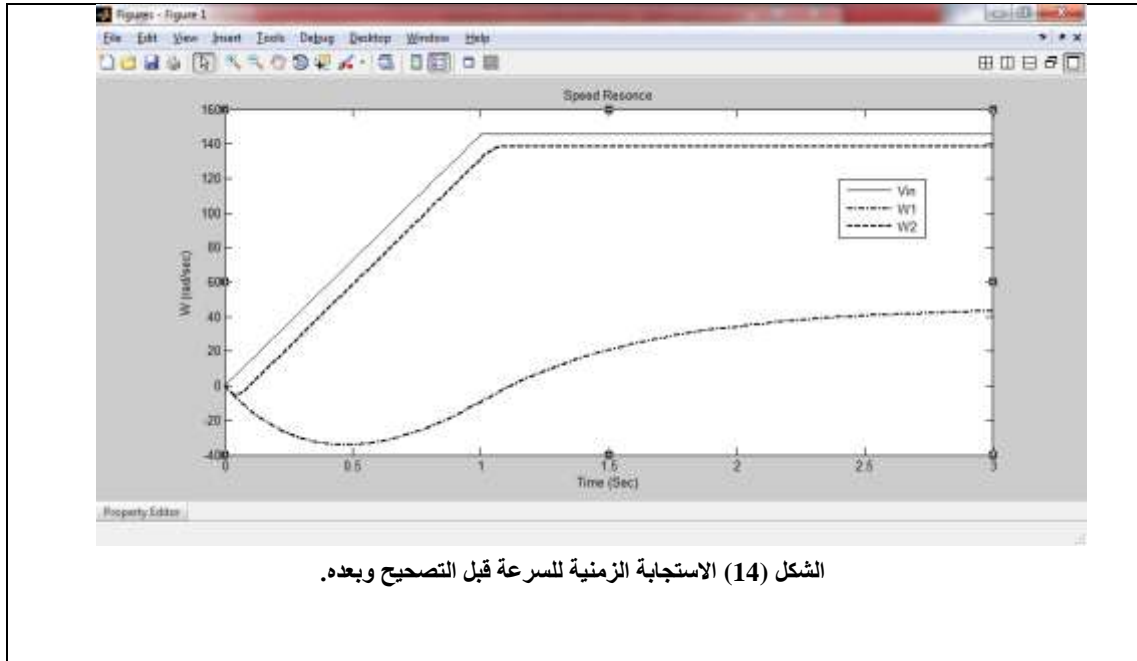 Figures - Figure 1
File Edit View Insert Tools Debug Desktop Window Help
Speed Resonce
160
140
120
100
80
60
40
20
0
-20
-40
W (rad/sec)
Vin
W1
W2
0 0.5 1 1.5 2 2.5 3
Time (Sec)
Property Editor
الشكل (14) الاستجابة الزمنية للسرعة قبل التصحيح وبعده.